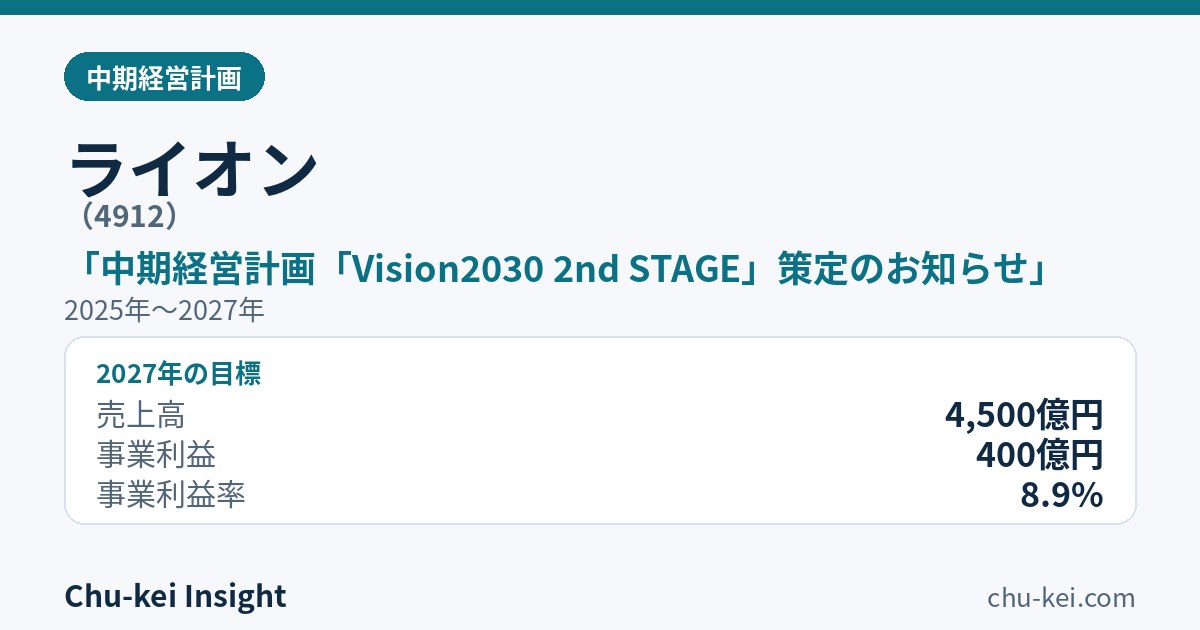 中期経営計画
ライオン
（4912）
「中期経営計画「Vision2030 2nd STAGE」策定のお知らせ」
2025年～2027年
2027年の目標
売上高 4,500億円
事業利益 400億円
事業利益率 8.9%
Chu-kei Insight chu-kei.com